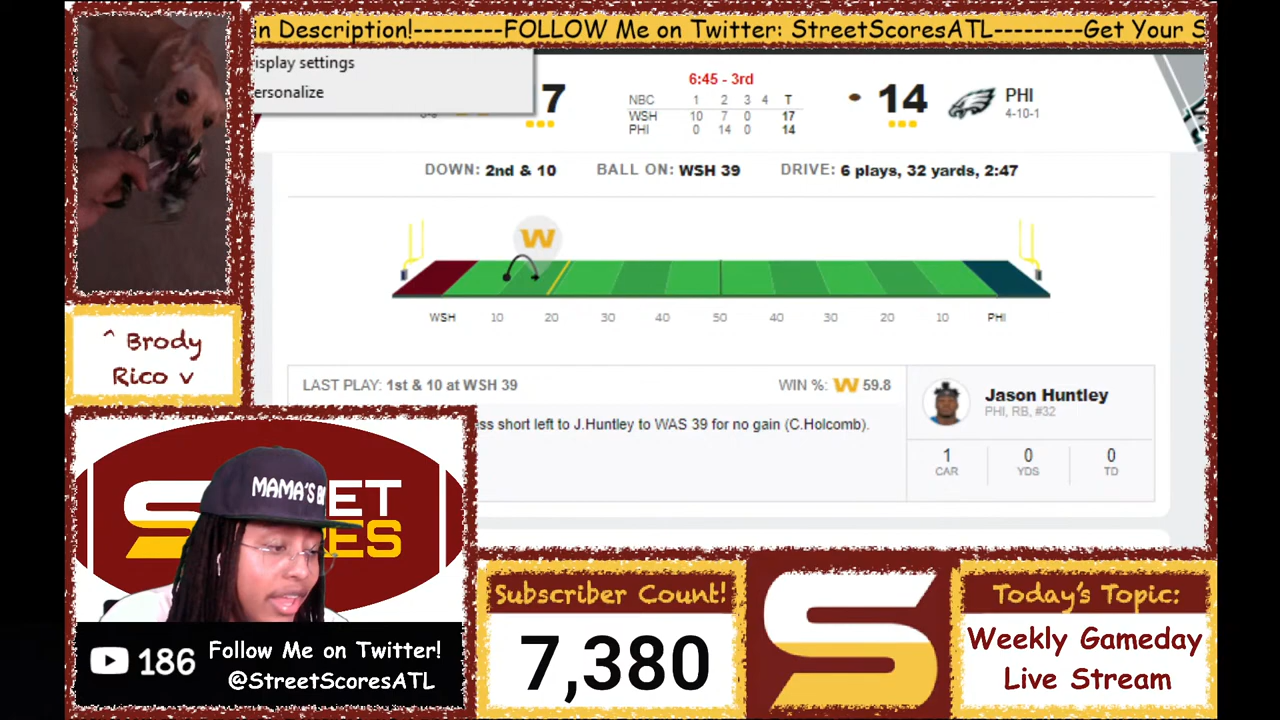 n Description!---------FOLLOW Me on Twitter: StreetScoresATL---------Get Your S
isplay settings
ersonalize
7
6:45 - 3rd
NBC 1 2 3 4 T
WSH 10 7 0 17
PHI 0 14 0 14
14
PHI
4-10-1
DOWN: 2nd & 10
BALL ON: WSH 39
DRIVE: 6 plays, 32 yards, 2:47
W
WSH 10 20 30 40 50 40 30 20 10 PHI
LAST PLAY: 1st & 10 at WSH 39
WIN %: W 59.8
ss short left to J.Huntley to WAS 39 for no gain (C.Holcomb).
Jason Huntley
PHI, RB, #32
1 0 0
CAR YDS TD
^ Brody
Rico v
MAMA'S B
S
EET
ES
186
Follow Me on Twitter!
@StreetScoresATL
Subscriber Count!
7,380
S
Today's Topic:
Weekly Gameday
Live Stream